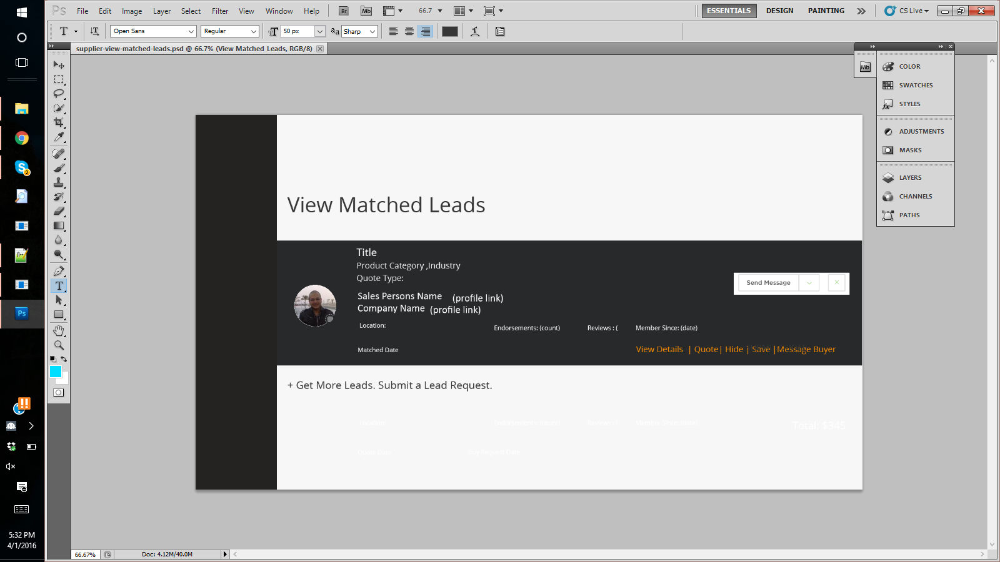 Ps File Edit Image Layer Select Filter View Window Help Br Mb 66.7 ESSENTIALS DESIGN PAINTING CS Live
T Open Sans Regular 50 px aa Sharp
supplier-view-matched-leads.psd @ 66.7% (View Matched Leads, RGB/8)
Mb
COLOR
SWATCHES
STYLES
ADJUSTMENTS
MASKS
LAYERS
CHANNELS
PATHS
View Matched Leads
Title
Product Category ,Industry
Quote Type:
Send Message
Sales Persons Name (profile link)
Company Name (profile link)
Location: Endorsements: (count) Reviews : ( Member Since: (date)
Matched Date View Details | Quote| Hide | Save |Message Buyer
+ Get More Leads. Submit a Lead Request.
Location: Endorsements: (count) Reviews : ( Member Since: (date) Total: $345
Quote Date Buy Request Date
S 2
Ps
5:32 PM
4/1/2016
66.67% Doc: 4.12M/40.0M